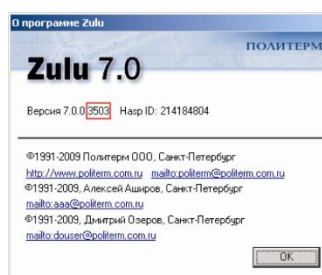 О программе Zulu
ПОЛИТЕРМ
Zulu 7.0
Версия 7.0.0.3503 Hasp ID: 214184804
©1991-2009 Политерм ООО, Санкт-Петербург
http://www.politerm.com.ru mailto:politerm@politerm.com.ru
©1991-2009, Алексей Аширов, Санкт-Петербург
mailto:aaa@politerm.com.ru
©1991-2009, Дмитрий Озеров, Санкт-Петербург
mailto:douser@politerm.com.ru
OK